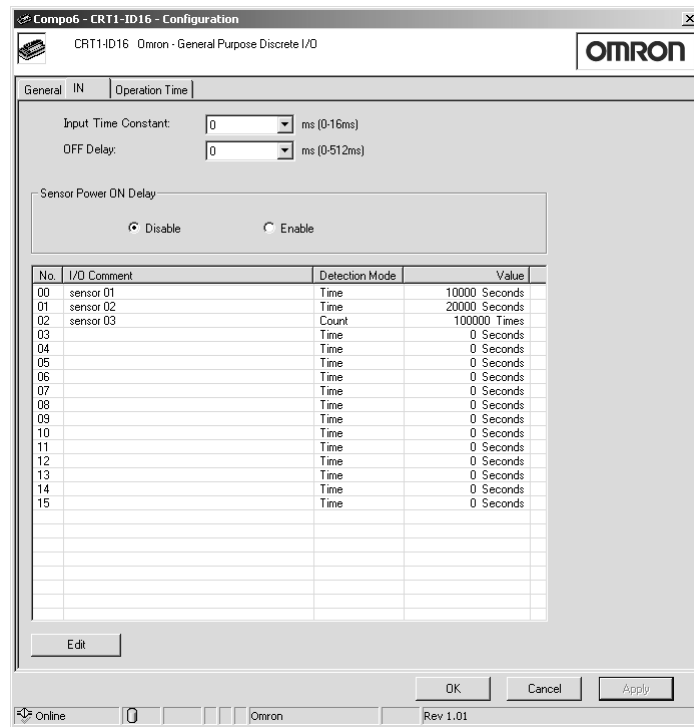 Compo6 - CRT1-ID16 - Configuration
CRT1-ID16 Omron - General Purpose Discrete I/O
OMRON
General IN Operation Time
Input Time Constant: 0 ms (0-16ms)
OFF Delay: 0 ms (0-512ms)
Sensor Power ON Delay
Disable Enable
No. I/O Comment Detection Mode Value
00 sensor 01 Time 10000 Seconds
01 sensor 02 Time 20000 Seconds
02 sensor 03 Count 100000 Times
03 Time 0 Seconds
04 Time 0 Seconds
05 Time 0 Seconds
06 Time 0 Seconds
07 Time 0 Seconds
08 Time 0 Seconds
09 Time 0 Seconds
10 Time 0 Seconds
11 Time 0 Seconds
12 Time 0 Seconds
13 Time 0 Seconds
14 Time 0 Seconds
15 Time 0 Seconds
Edit
OK Cancel Apply
Online Omron Rev 1.01